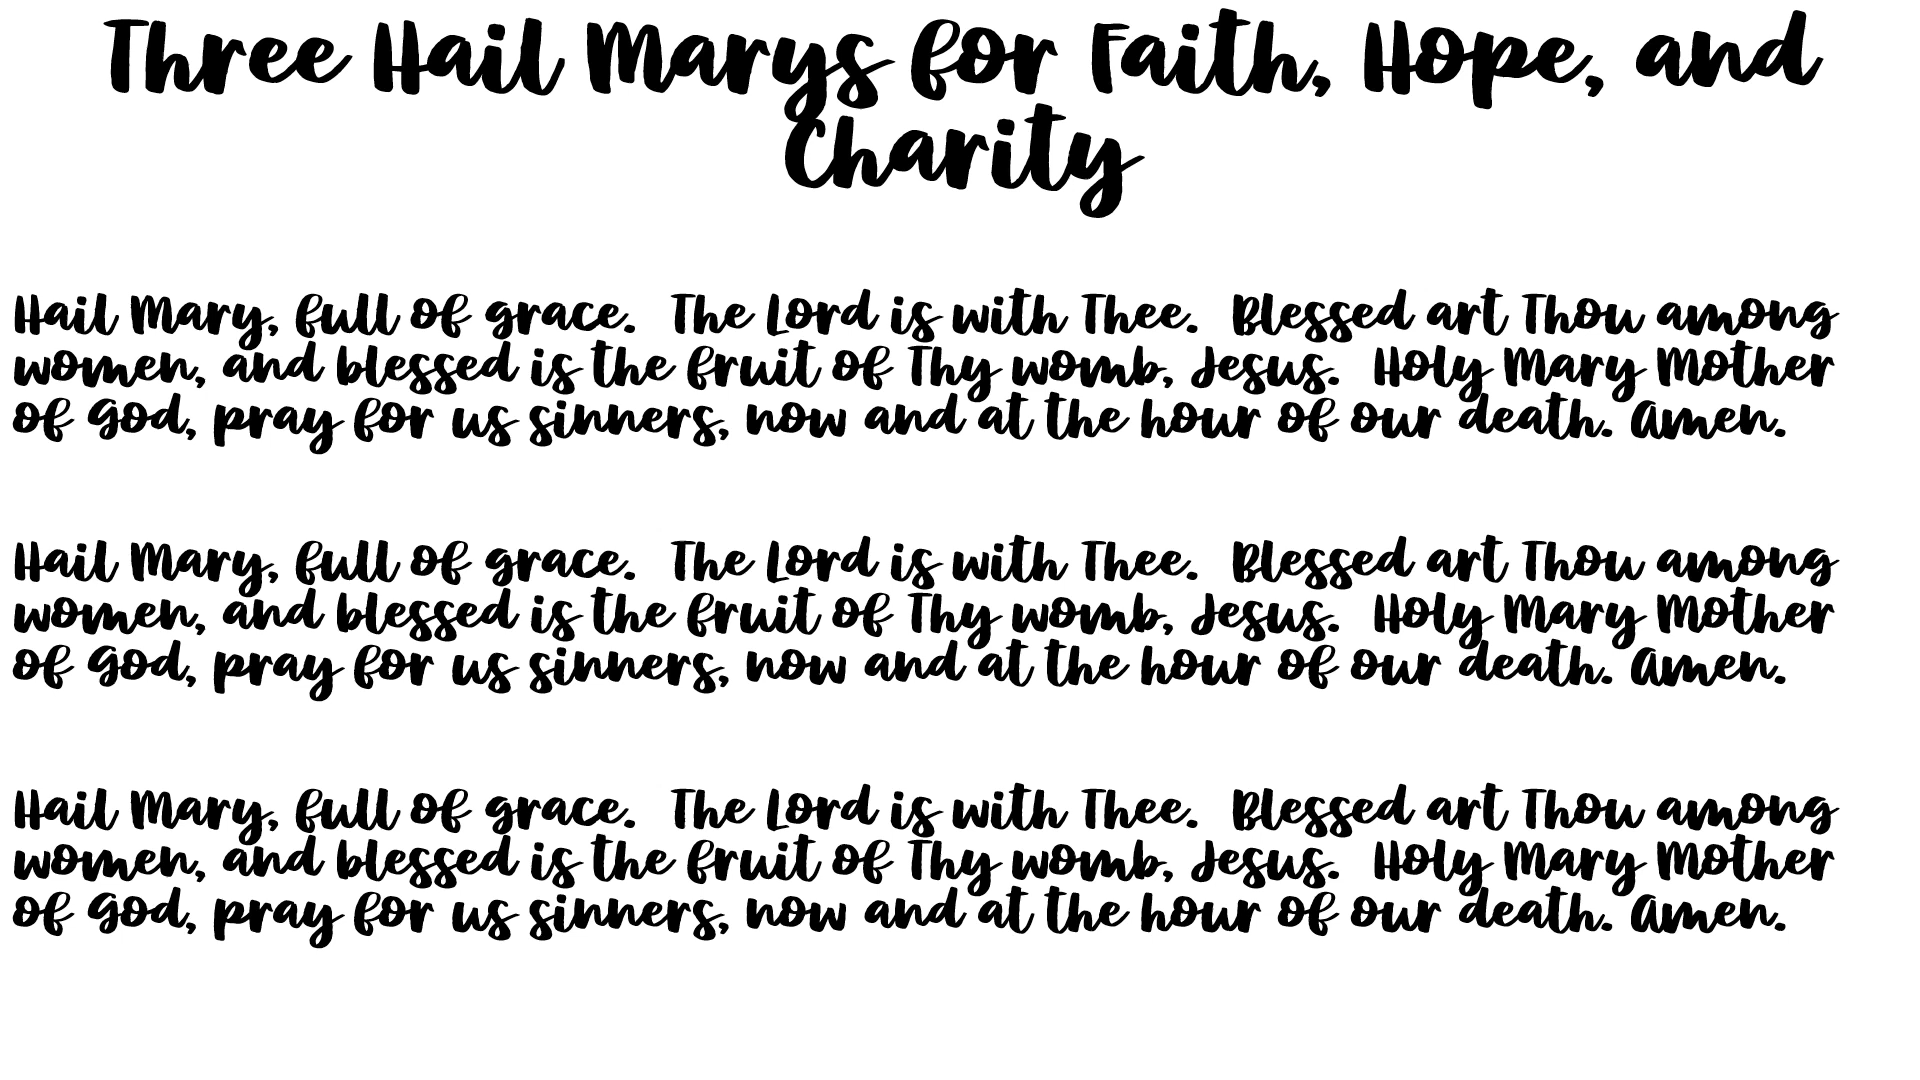 Three Hail Marys for Faith, Hope, and
Charity
Hail Mary, full of grace.  The Lord is with Thee.  Blessed art Thou among
women, and blessed is the fruit of Thy womb, Jesus.  Holy Mary Mother
of God, pray for us sinners, now and at the hour of our death. Amen.
Hail Mary, full of grace.  The Lord is with Thee.  Blessed art Thou among
women, and blessed is the fruit of Thy womb, Jesus.  Holy Mary Mother
of God, pray for us sinners, now and at the hour of our death. Amen.
Hail Mary, full of grace.  The Lord is with Thee.  Blessed art Thou among
women, and blessed is the fruit of Thy womb, Jesus.  Holy Mary Mother
of God, pray for us sinners, now and at the hour of our death. Amen.